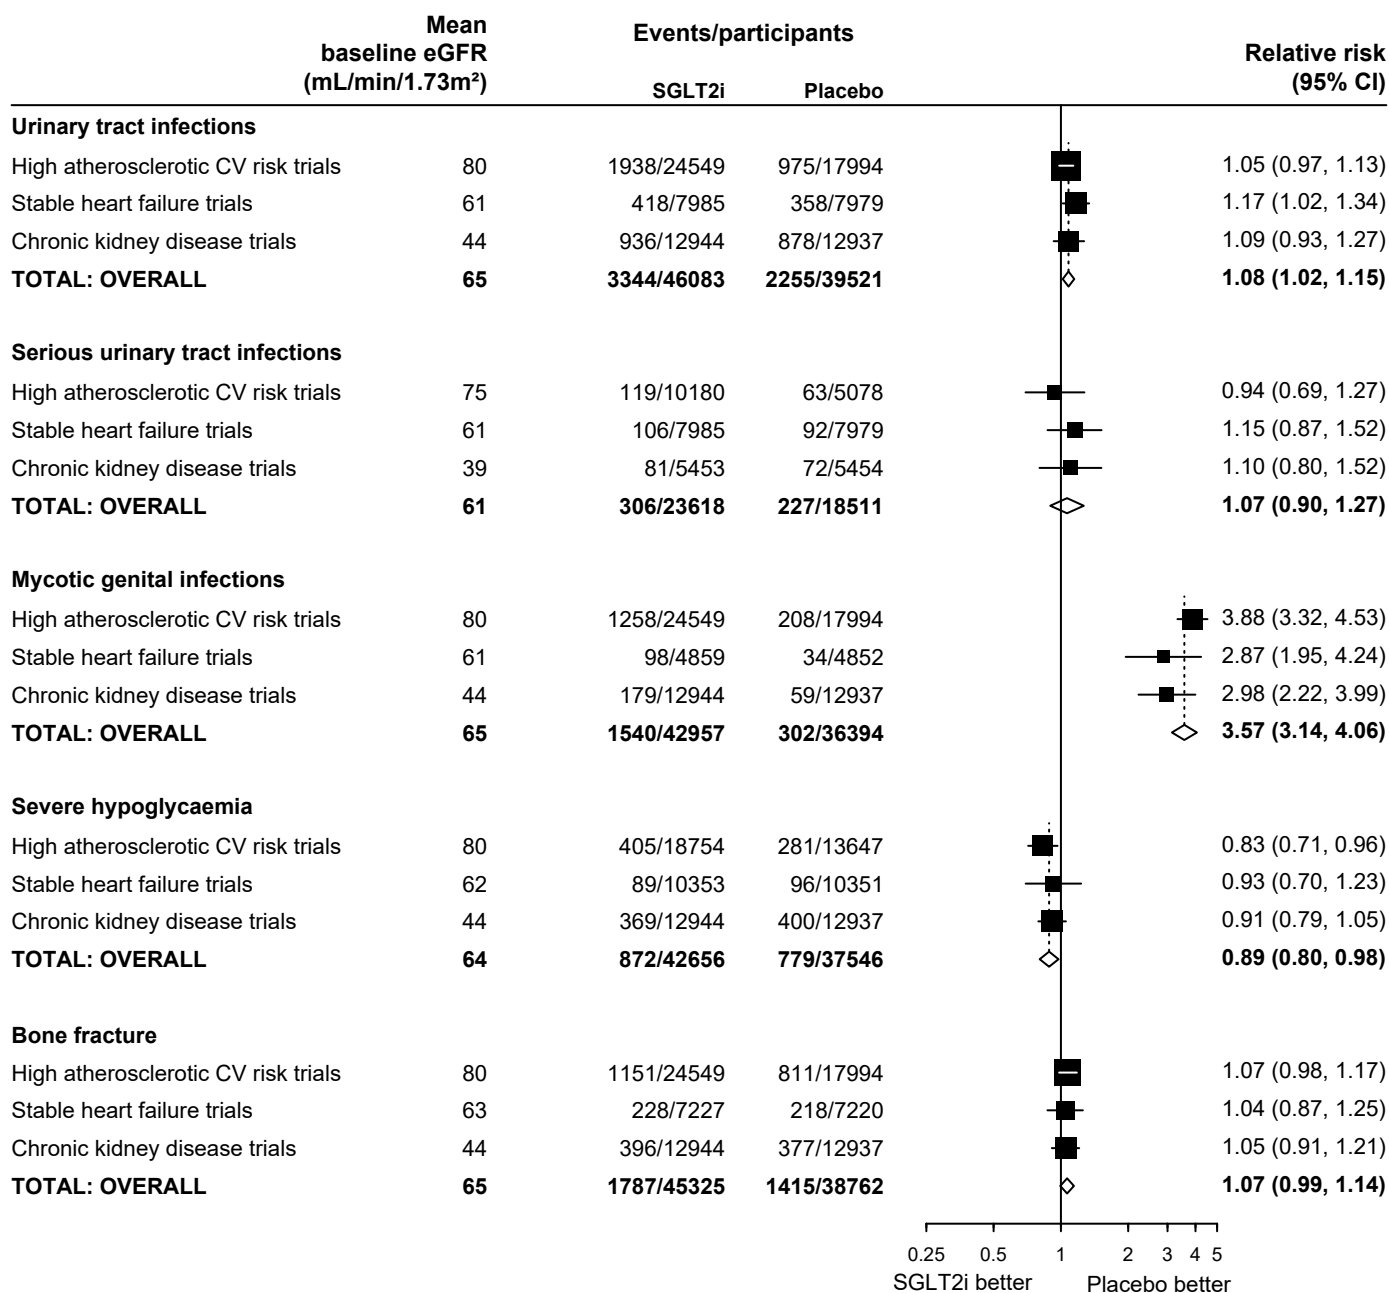 Mean
baseline eGFR
(mL/min/1.73m²)
Events/participants
SGLT2i Placebo
Relative risk
(95% CI)
Urinary tract infections
High atherosclerotic CV risk trials 80 1938/24549 975/17994 1.05 (0.97, 1.13)
Stable heart failure trials 61 418/7985 358/7979 1.17 (1.02, 1.34)
Chronic kidney disease trials 44 936/12944 878/12937 1.09 (0.93, 1.27)
TOTAL: OVERALL 65 3344/46083 2255/39521 1.08 (1.02, 1.15)
Serious urinary tract infections
High atherosclerotic CV risk trials 75 119/10180 63/5078 0.94 (0.69, 1.27)
Stable heart failure trials 61 106/7985 92/7979 1.15 (0.87, 1.52)
Chronic kidney disease trials 39 81/5453 72/5454 1.10 (0.80, 1.52)
TOTAL: OVERALL 61 306/23618 227/18511 1.07 (0.90, 1.27)
Mycotic genital infections
High atherosclerotic CV risk trials 80 1258/24549 208/17994 3.88 (3.32, 4.53)
Stable heart failure trials 61 98/4859 34/4852 2.87 (1.95, 4.24)
Chronic kidney disease trials 44 179/12944 59/12937 2.98 (2.22, 3.99)
TOTAL: OVERALL 65 1540/42957 302/36394 3.57 (3.14, 4.06)
Severe hypoglycaemia
High atherosclerotic CV risk trials 80 405/18754 281/13647 0.83 (0.71, 0.96)
Stable heart failure trials 62 89/10353 96/10351 0.93 (0.70, 1.23)
Chronic kidney disease trials 44 369/12944 400/12937 0.91 (0.79, 1.05)
TOTAL: OVERALL 64 872/42656 779/37546 0.89 (0.80, 0.98)
Bone fracture
High atherosclerotic CV risk trials 80 1151/24549 811/17994 1.07 (0.98, 1.17)
Stable heart failure trials 63 228/7227 218/7220 1.04 (0.87, 1.25)
Chronic kidney disease trials 44 396/12944 377/12937 1.05 (0.91, 1.21)
TOTAL: OVERALL 65 1787/45325 1415/38762 1.07 (0.99, 1.14)
0.25 0.5 1 2 3 4 5
SGLT2i better Placebo better